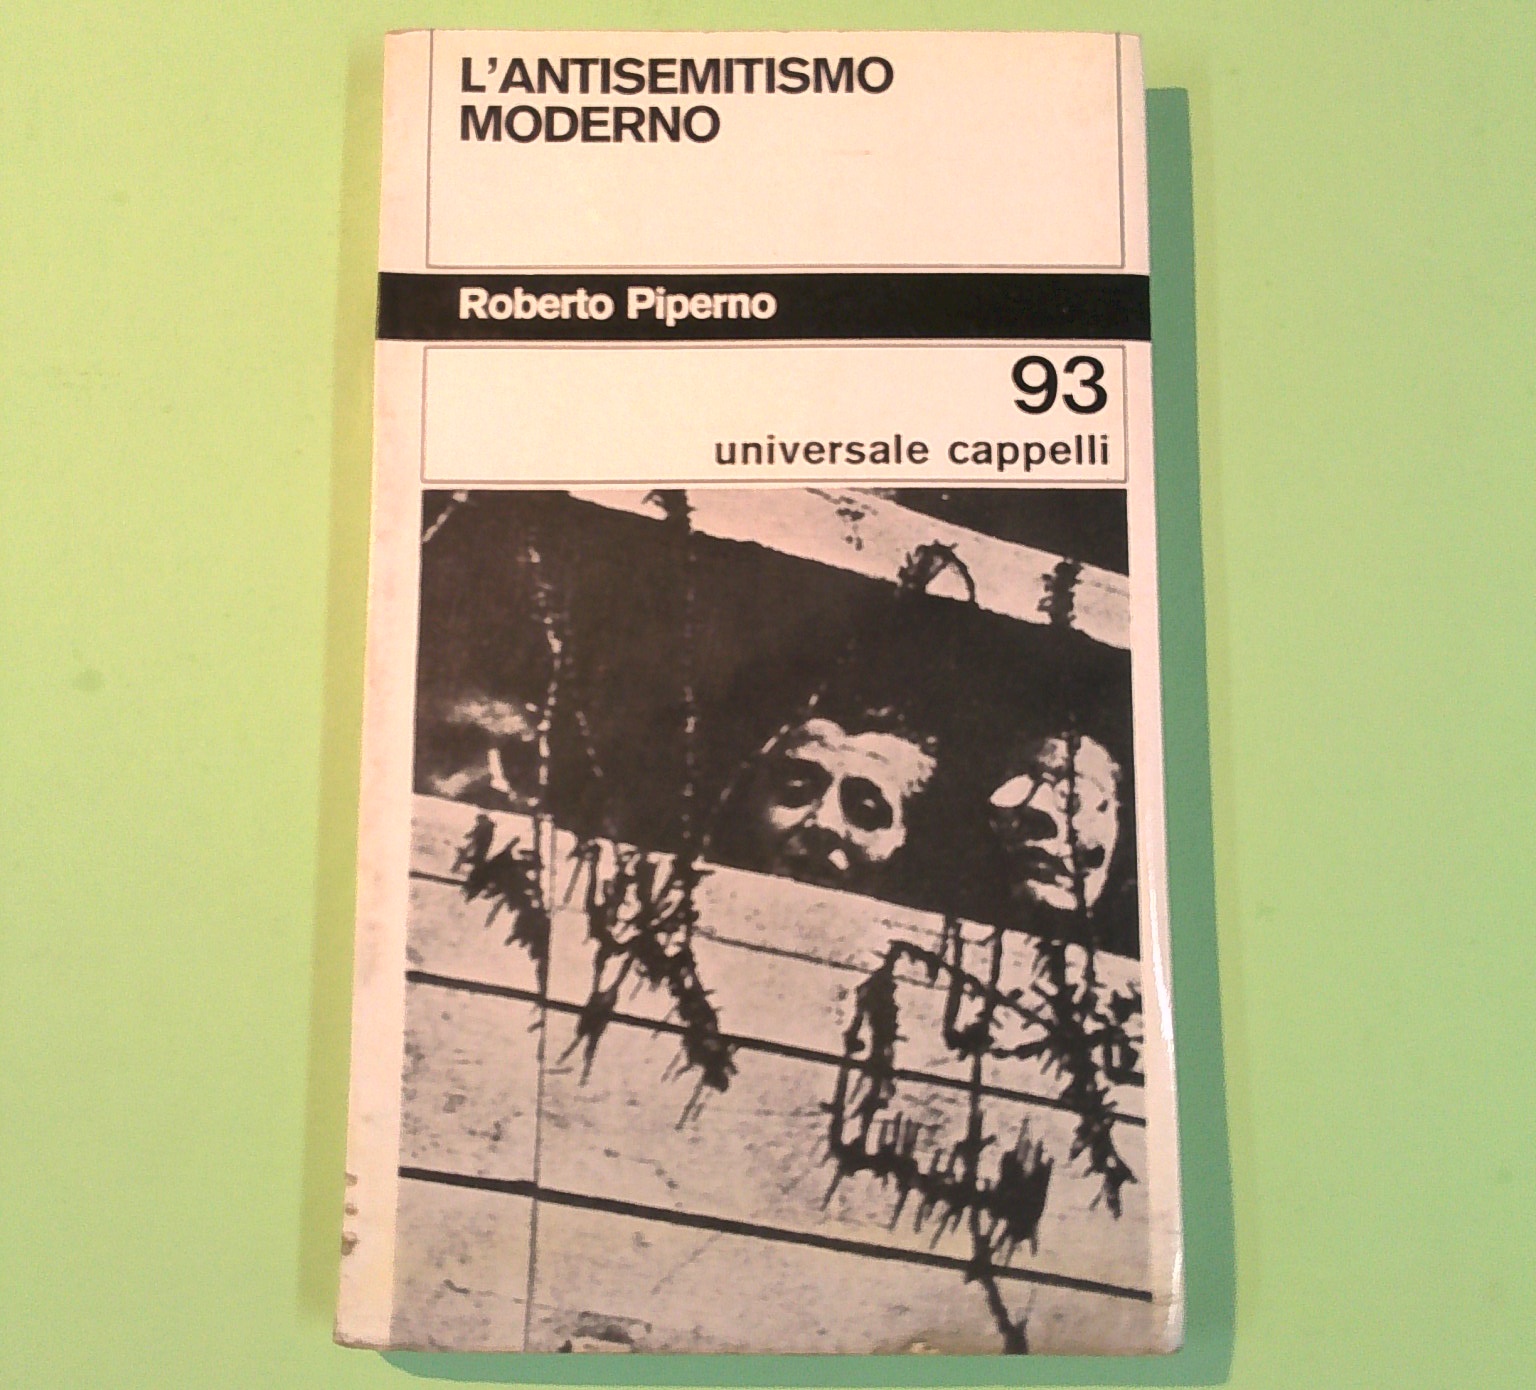 L'ANTISEMITISMO
MODERNO
Roberto Piperno
93
universale cappelli